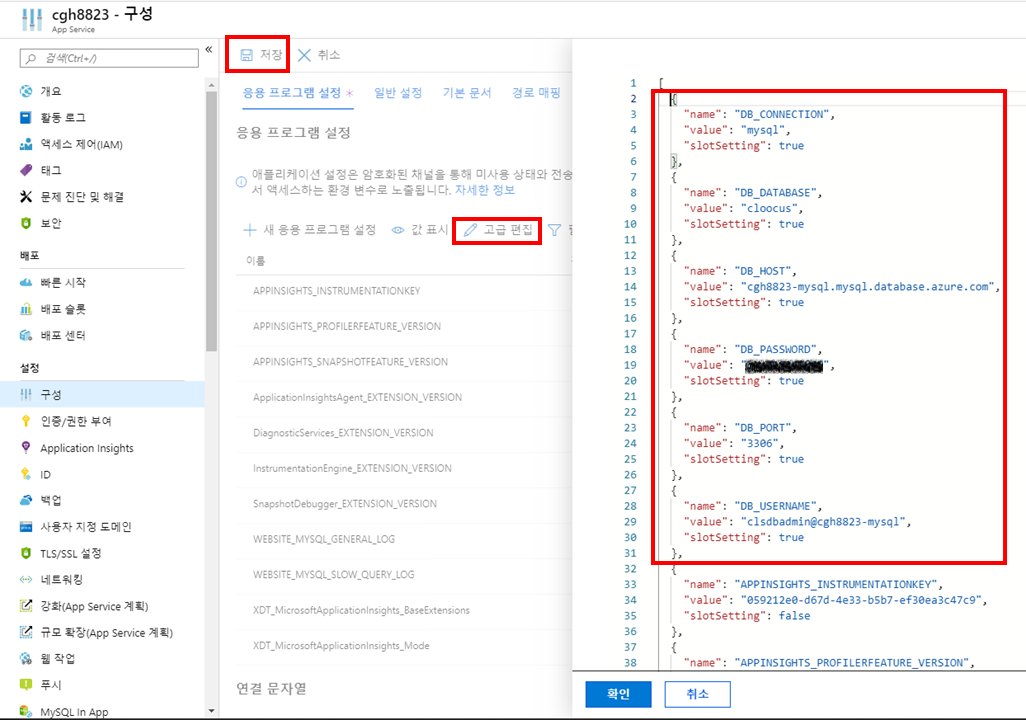 cgh8823 - 구성
App Service
검색(Ctrl+/)
«
개요
활동 로그
액세스 제어(IAM)
태그
문제 진단 및 해결
보안
배포
빠른 시작
배포 슬롯
배포 센터
설정
구성
인증/권한 부여
Application Insights
ID
백업
사용자 지정 도메인
TLS/SSL 설정
네트워킹
강화(App Service 계획)
규모 확장(App Service 계획)
웹 작업
푸시
MySQL In App
저장 취소
응용 프로그램 설정 * 일반 설정 기본 문서 경로 매핑
응용 프로그램 설정
애플리케이션 설정은 암호화된 채널을 통해 미사용 상태와 전송
서 액세스하는 환경 변수로 노출됩니다. 자세한 정보
새 응용 프로그램 설정 값 표시 고급 편집
이름
APPINSIGHTS_INSTRUMENTATIONKEY
APPINSIGHTS_PROFILERFEATURE_VERSION
APPINSIGHTS_SNAPSHOTFEATURE_VERSION
ApplicationInsightsAgent_EXTENSION_VERSION
DiagnosticServices_EXTENSION_VERSION
InstrumentationEngine_EXTENSION_VERSION
SnapshotDebugger_EXTENSION_VERSION
WEBSITE_MYSQL_GENERAL_LOG
WEBSITE_MYSQL_SLOW_QUERY_LOG
XDT_MicrosoftApplicationInsights_BaseExtensions
XDT_MicrosoftApplicationInsights_Mode
연결 문자열
1 [
2 {
3 "name": "DB_CONNECTION",
4 "value": "mysql",
5 "slotSetting": true
6 },
7 {
8 "name": "DB_DATABASE",
9 "value": "cloocus",
10 "slotSetting": true
11 },
12 {
13 "name": "DB_HOST",
14 "value": "cgh8823-mysql.mysql.database.azure.com",
15 "slotSetting": true
16 },
17 {
18 "name": "DB_PASSWORD",
19 "value": " ",
20 "slotSetting": true
21 },
22 {
23 "name": "DB_PORT",
24 "value": "3306",
25 "slotSetting": true
26 },
27 {
28 "name": "DB_USERNAME",
29 "value": "clsdbadmin@cgh8823-mysql",
30 "slotSetting": true
31 },
32 {
33 "name": "APPINSIGHTS_INSTRUMENTATIONKEY",
34 "value": "059212e0-d67d-4e33-b5b7-ef30ea3c47c9",
35 "slotSetting": false
36 },
37 {
38 "name": "APPINSIGHTS_PROFILERFEATURE_VERSION",
확인 취소